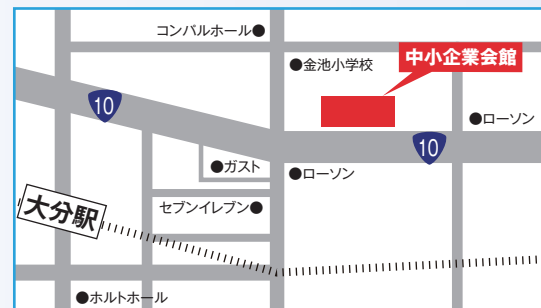 コンパルホール●
●金池小学校
中小企業会館
10
●ローソン
10
●ガスト
●ローソン
セブンイレブン●
大分駅
●ホルトホール